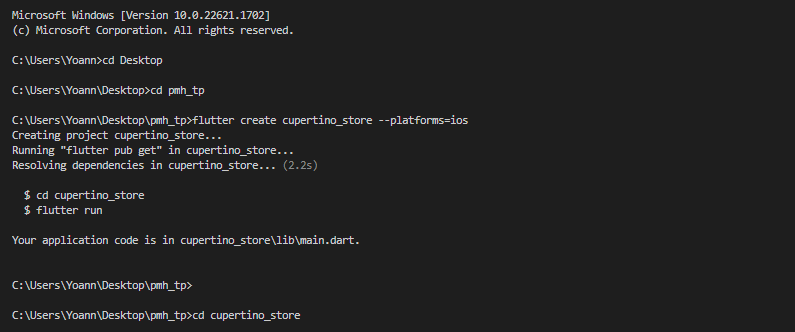 Microsoft Windows [Version 10.0.22621.1702]
(c) Microsoft Corporation. All rights reserved.
C:\Users\Yoann>cd Desktop
C:\Users\Yoann\Desktop>cd pmh_tp
C:\Users\Yoann\Desktop\pmh_tp>flutter create cupertino_store --platforms=ios
Creating project cupertino_store...
Running "flutter pub get" in cupertino_store...
Resolving dependencies in cupertino_store... (2.2s)
$ cd cupertino_store
$ flutter run
Your application code is in cupertino_store\lib\main.dart.
C:\Users\Yoann\Desktop\pmh_tp>
C:\Users\Yoann\Desktop\pmh_tp>cd cupertino_store